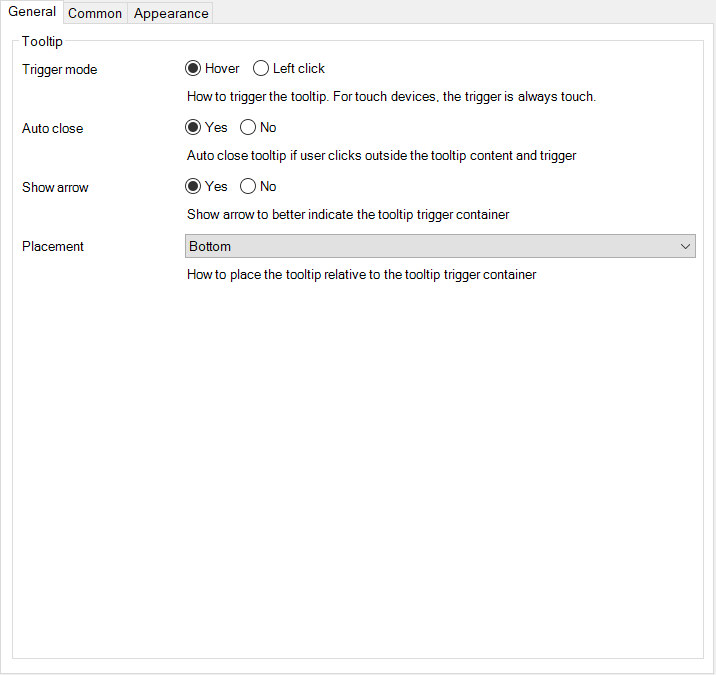 General Common Appearance
Tooltip
Trigger mode Hover Left click
How to trigger the tooltip. For touch devices, the trigger is always touch.
Auto close Yes No
Auto close tooltip if user clicks outside the tooltip content and trigger
Show arrow Yes No
Show arrow to better indicate the tooltip trigger container
Placement Bottom
How to place the tooltip relative to the tooltip trigger container